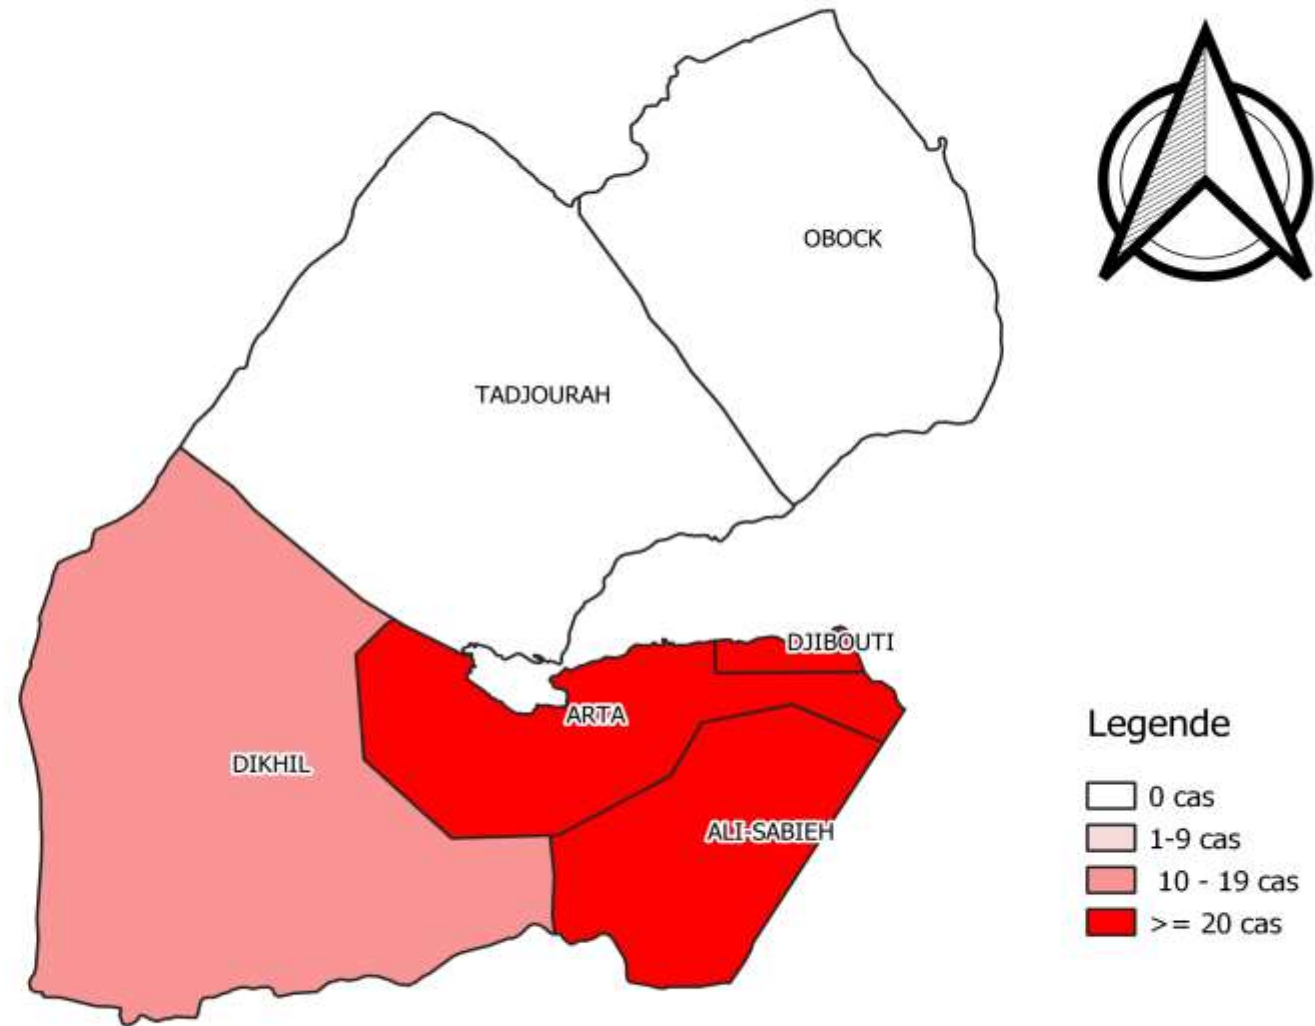 OBOCK
TADJOURAH
DJIBOUTI
ARTA
DIKHIL
ALI-SABIEH
Legende
0 cas
1-9 cas
10 - 19 cas
>= 20 cas